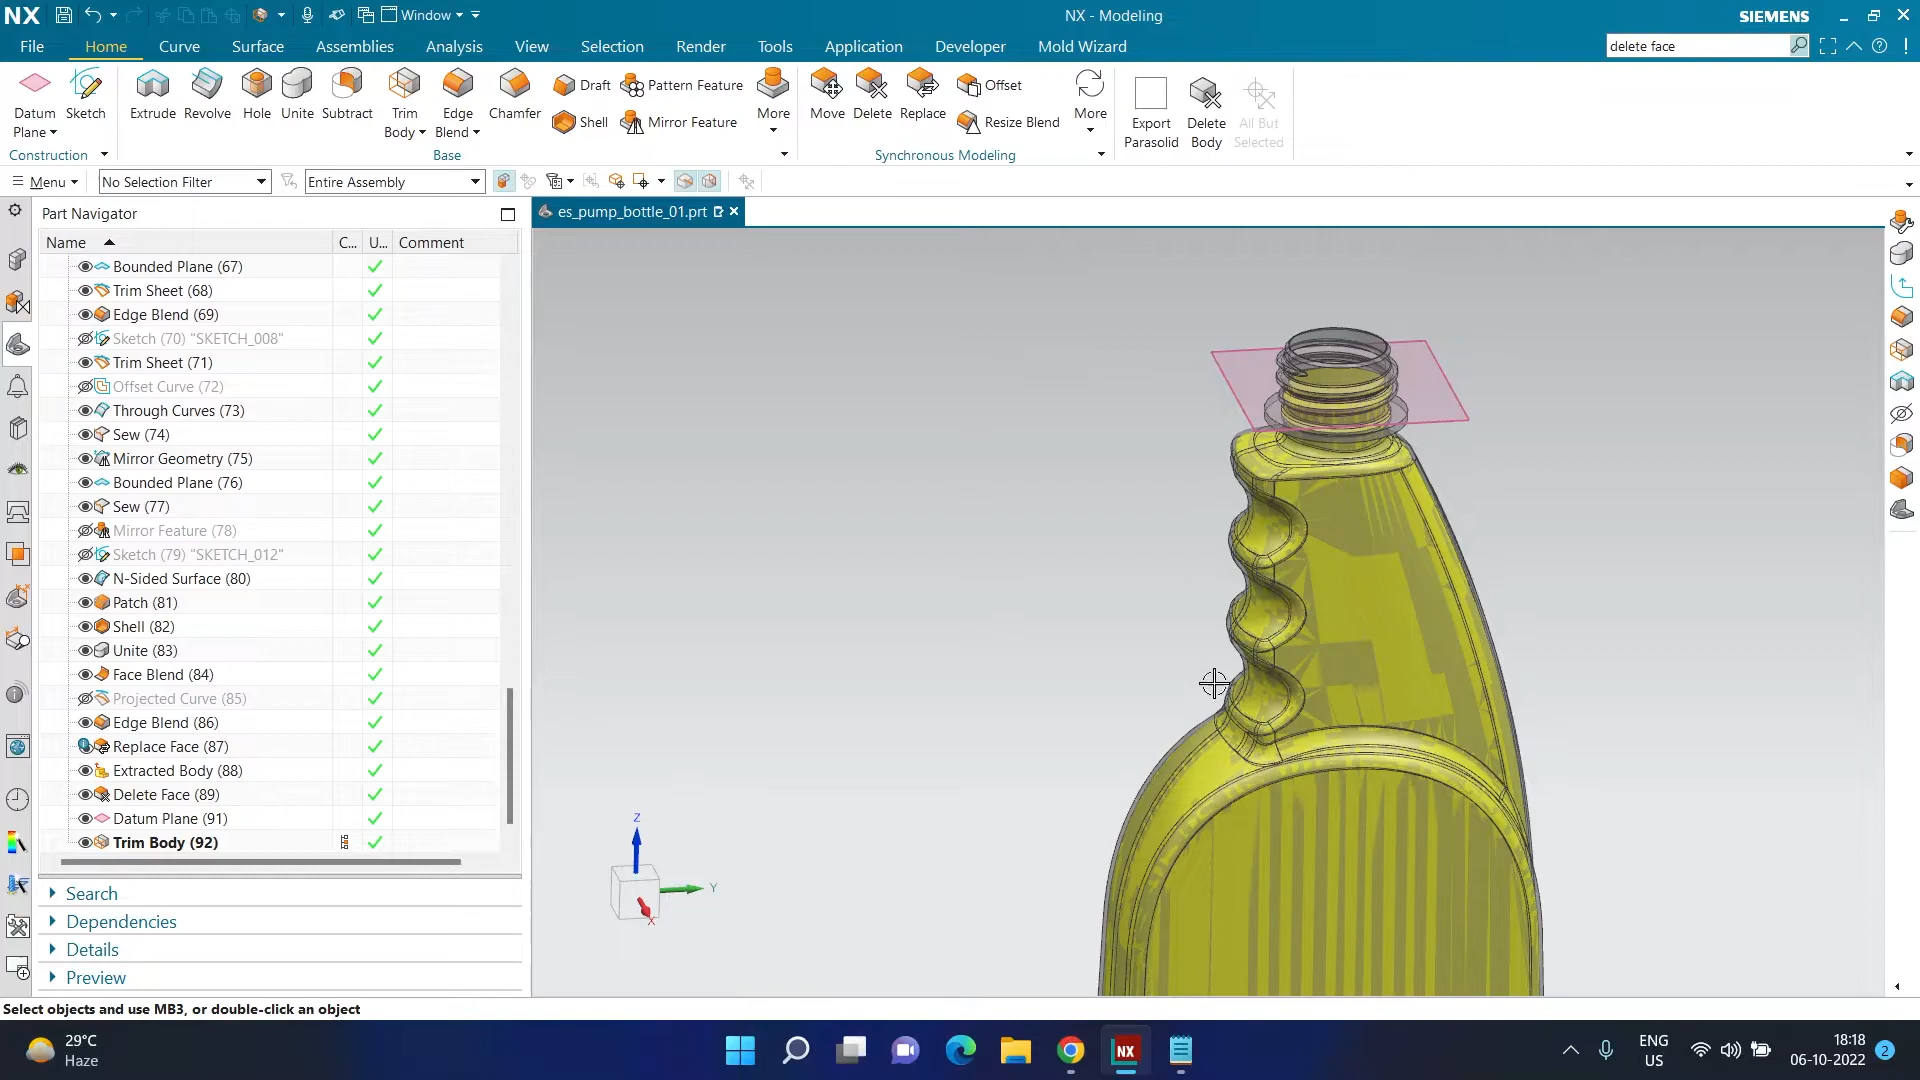 NX
Window
NX - Modeling
SIEMENS
File Home Curve Surface Assemblies Analysis View Selection Render Tools Application Developer Mold Wizard
delete face
Datum Plane
Sketch
Extrude
Revolve
Hole
Unite
Subtract
Trim Body
Edge Blend
Chamfer
Draft
Shell
Pattern Feature
Mirror Feature
More
Move
Delete
Replace
Offset
Resize Blend
More
Export Parasolid
Delete Body
All But Selected
Construction
Base
Synchronous Modeling
Menu
No Selection Filter
Entire Assembly
Part Navigator
es_pump_bottle_01.prt
Name C... U... Comment
Bounded Plane (67)
Trim Sheet (68)
Edge Blend (69)
Sketch (70) "SKETCH_008"
Trim Sheet (71)
Offset Curve (72)
Through Curves (73)
Sew (74)
Mirror Geometry (75)
Bounded Plane (76)
Sew (77)
Mirror Feature (78)
Sketch (79) "SKETCH_012"
N-Sided Surface (80)
Patch (81)
Shell (82)
Unite (83)
Face Blend (84)
Projected Curve (85)
Edge Blend (86)
Replace Face (87)
Extracted Body (88)
Delete Face (89)
Datum Plane (91)
Trim Body (92)
Search
Dependencies
Details
Preview
Z
Y
X
Select objects and use MB3, or double-click an object
29°C
Haze
NX
ENG
US
18:18
06-10-2022
2